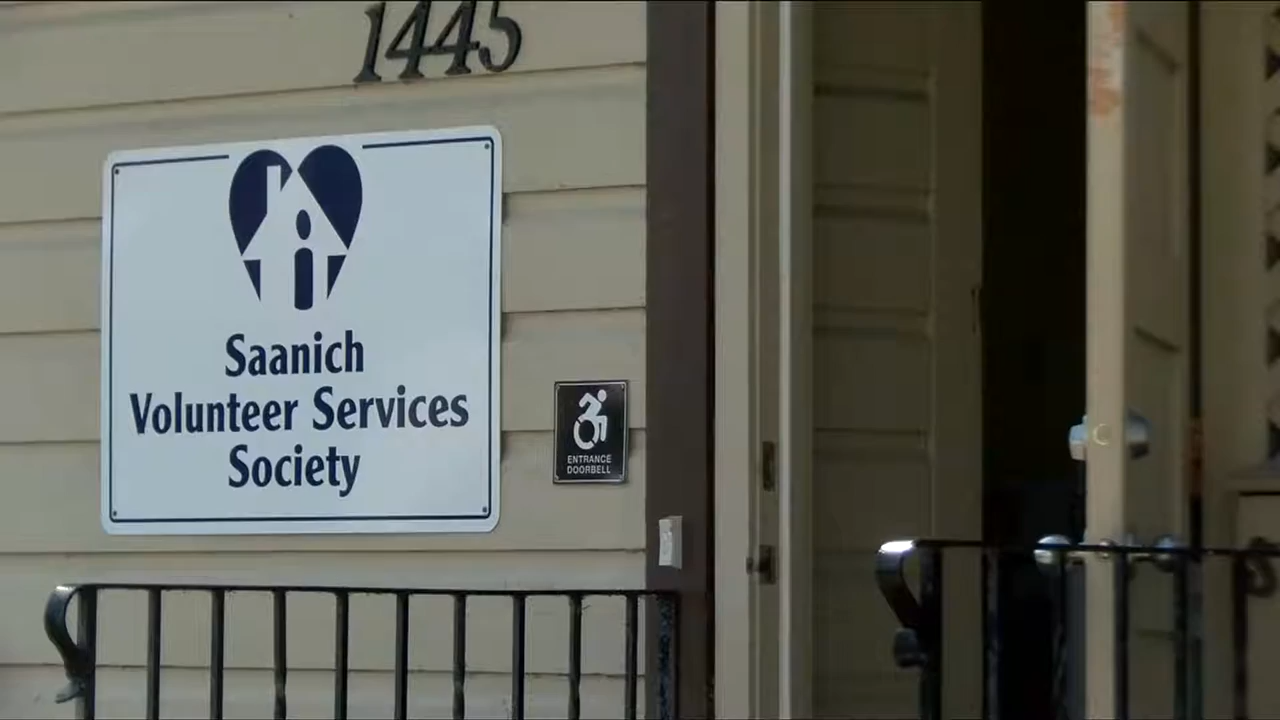 1445
Saanich
Volunteer Services
Society
ENTRANCE
DOORBELL